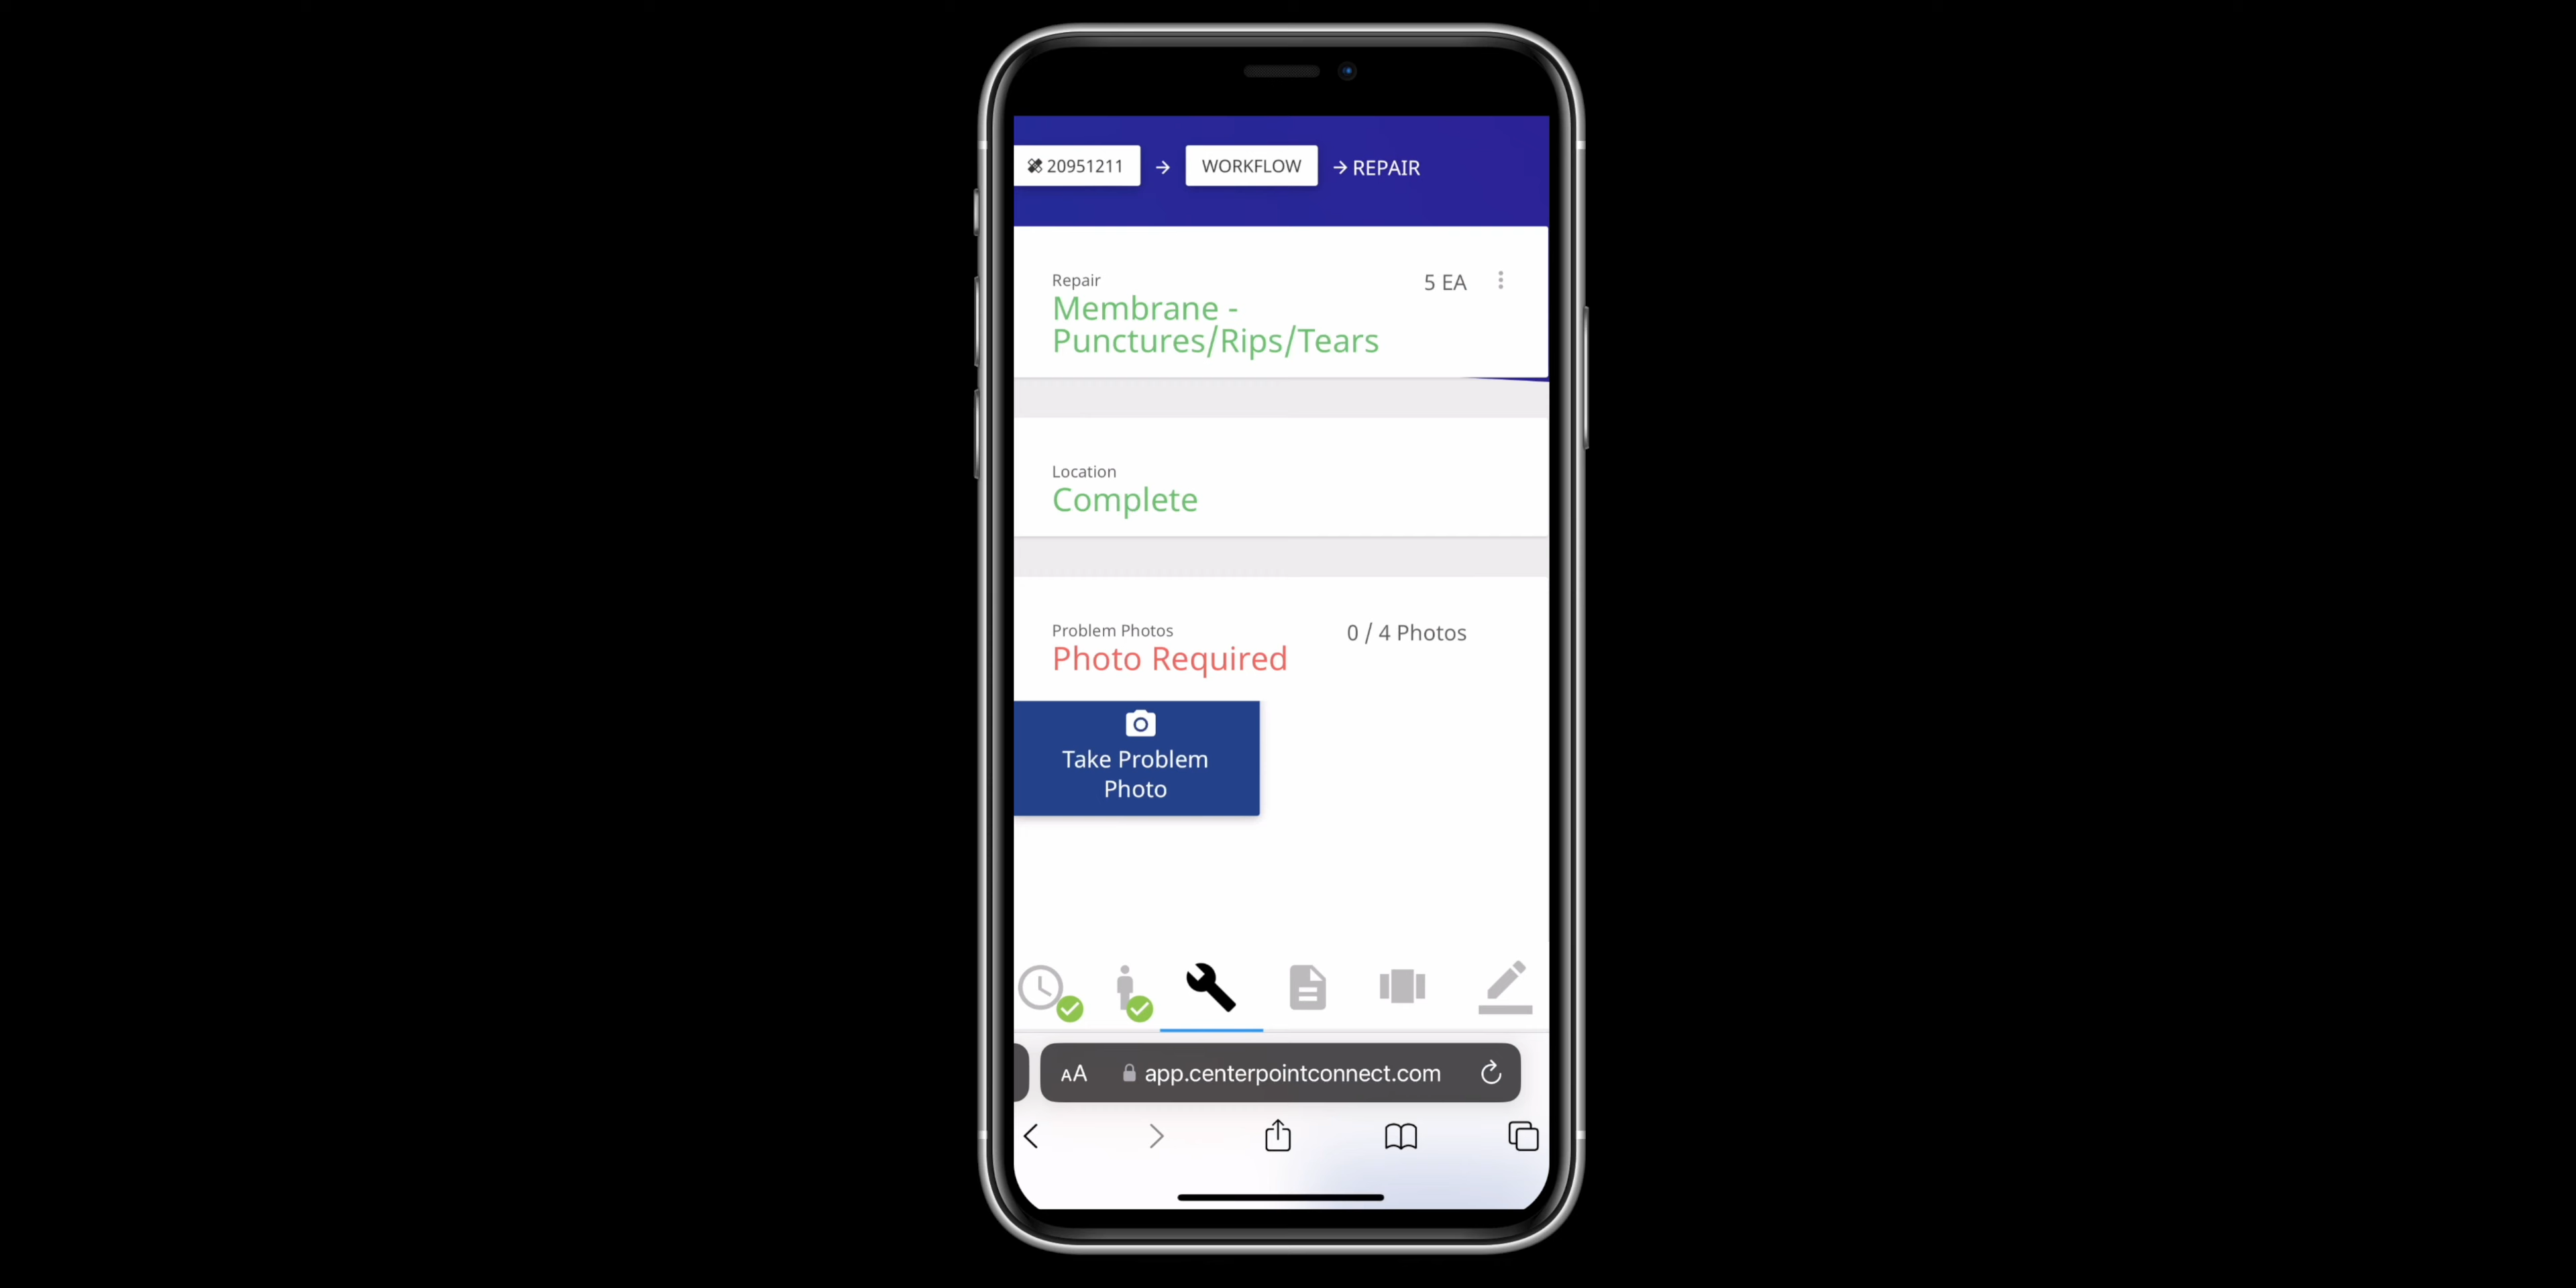 20951211 → WORKFLOW → REPAIR
Repair
5 EA
Membrane -
Punctures/Rips/Tears
Location
Complete
Problem Photos
0 / 4 Photos
Photo Required
Take Problem
Photo
AA app.centerpointconnect.com